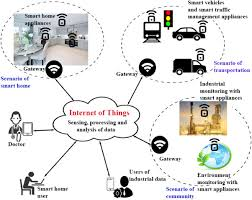 Smart home
appliances
Smart vehicles
and smart traffic
management appliances
Gateway
Scenario of
smart home
Gateway
Scenario
of transportation
Industrial
monitoring with
smart appliances
Internet of Things
Sensing, processing and
analysis of data
Gateway
Doctor
Environment
monitoring with
smart appliances
Smart home
user
Users of
industrial data
Scenario of
community